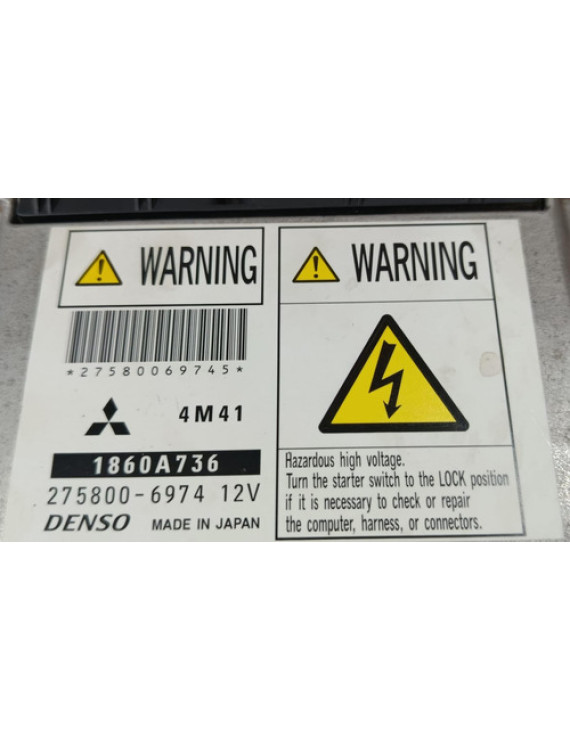 WARNING
*27580069745*
4M41
1860A736
275800-6974 12V
DENSO MADE IN JAPAN
WARNING
Hazardous high voltage.
Turn the starter switch to the LOCK position
if it is necessary to check or repair
the computer, harness, or connectors.